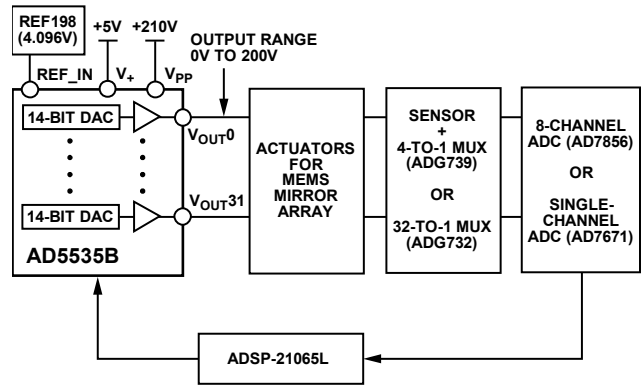 REF198
(4.096V)
+5V
+210V
REF_IN
V+
VPP
OUTPUT RANGE
0V TO 200V
14-BIT DAC
VOUT0
14-BIT DAC
VOUT31
AD5535B
ACTUATORS
FOR
MEMS
MIRROR
ARRAY
SENSOR
+
4-TO-1 MUX
(ADG739)
OR
32-TO-1 MUX
(ADG732)
8-CHANNEL
ADC (AD7856)
OR
SINGLE-
CHANNEL
ADC (AD7671)
ADSP-21065L